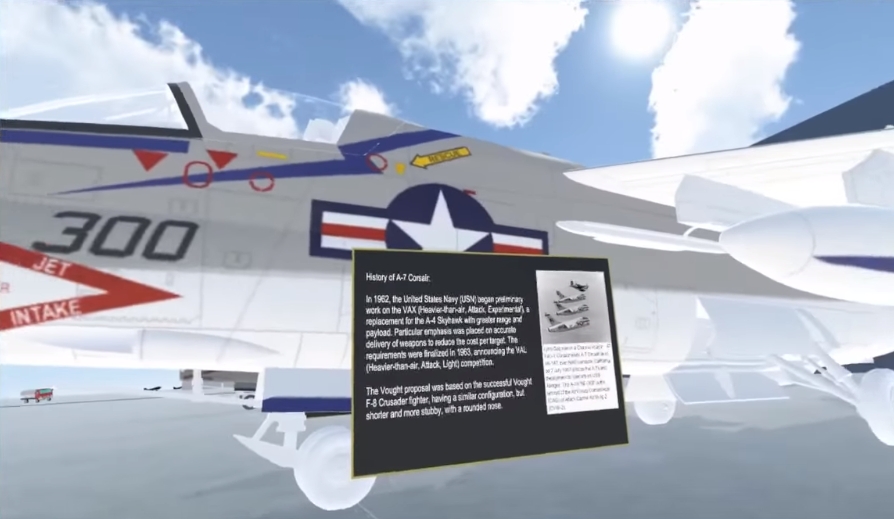 RESCUE
300
JET
INTAKE
History of A-7 Corsair:
In 1962, the United States Navy (USN) began preliminary
work on the VAX (Heavier-than-air, Attack, Experimental), a
replacement for the A-4 Skyhawk with greater range and
payload. Particular emphasis was placed on accurate
delivery of weapons to reduce the cost per target. The
requirements were finalized in 1963, announcing the VAL
(Heavier-than-air, Attack, Light) competition.
The Vought proposal was based on the successful Vought
F-8 Crusader fighter, having a similar configuration, but
shorter and more stubby, with a rounded nose.